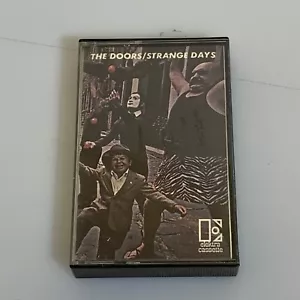 THE DOORS/STRANGE DAYS
elektra
cassette